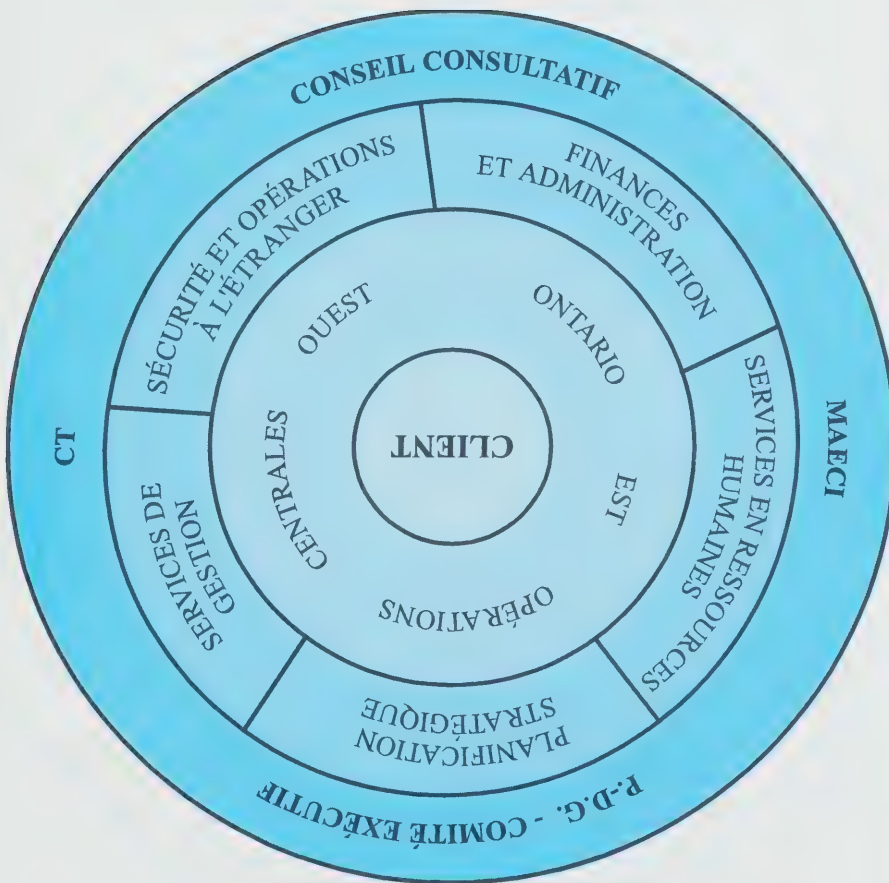 P.-D.G. - COMITÉ EXÉCUTIF
MAECI
CONSEIL CONSULTATIF
CT
PLANIFICATION
STRATÉGIQUE
SERVICES DE
GESTION
SÉCURITÉ ET OPÉRATIONS
À L'ÉTRANGER
FINANCES
ET ADMINISTRATION
SERVICES EN RESSOURCES
HUMAINES
OPÉRATIONS
CENTRALES
OUEST
ONTARIO
EST
CLIENT